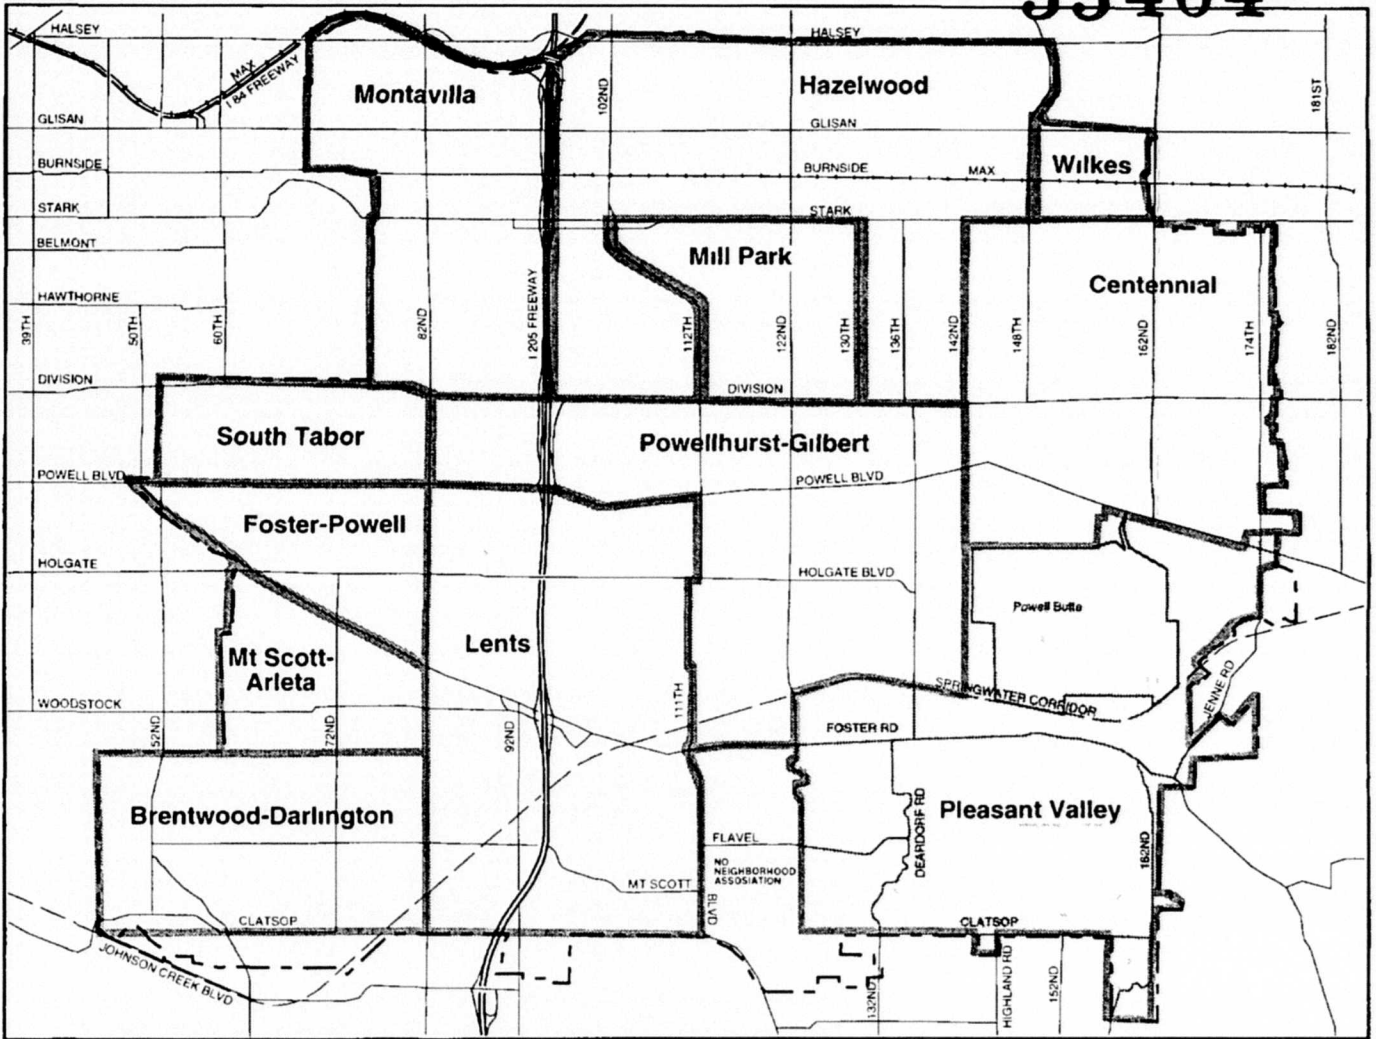 HALSEY
HALSEY
MAX
I 84 FREEWAY
Montavilla
102ND
Hazelwood
181ST
GLISAN
GLISAN
BURNSIDE
BURNSIDE
MAX
Wilkes
STARK
STARK
BELMONT
Mill Park
Centennial
HAWTHORNE
39TH
50TH
60TH
82ND
I 205 FREEWAY
112TH
122ND
130TH
136TH
142ND
148TH
162ND
174TH
182ND
DIVISION
DIVISION
South Tabor
Powellhurst-Gilbert
POWELL BLVD
POWELL BLVD
Foster-Powell
HOLGATE
HOLGATE BLVD
Powell Butte
Lents
Mt Scott-
Arleta
SPRINGWATER CORRIDOR
JENNE RD
WOODSTOCK
52ND
72ND
92ND
111TH
FOSTER RD
Brentwood-Darlington
Pleasant Valley
DEARDORF RD
162ND
FLAVEL
NO
NEIGHBORHOOD
ASSOSIATION
MT SCOTT
BLVD
CLATSOP
CLATSOP
JOHNSON CREEK BLVD
132ND
HIGHLAND RD
152ND